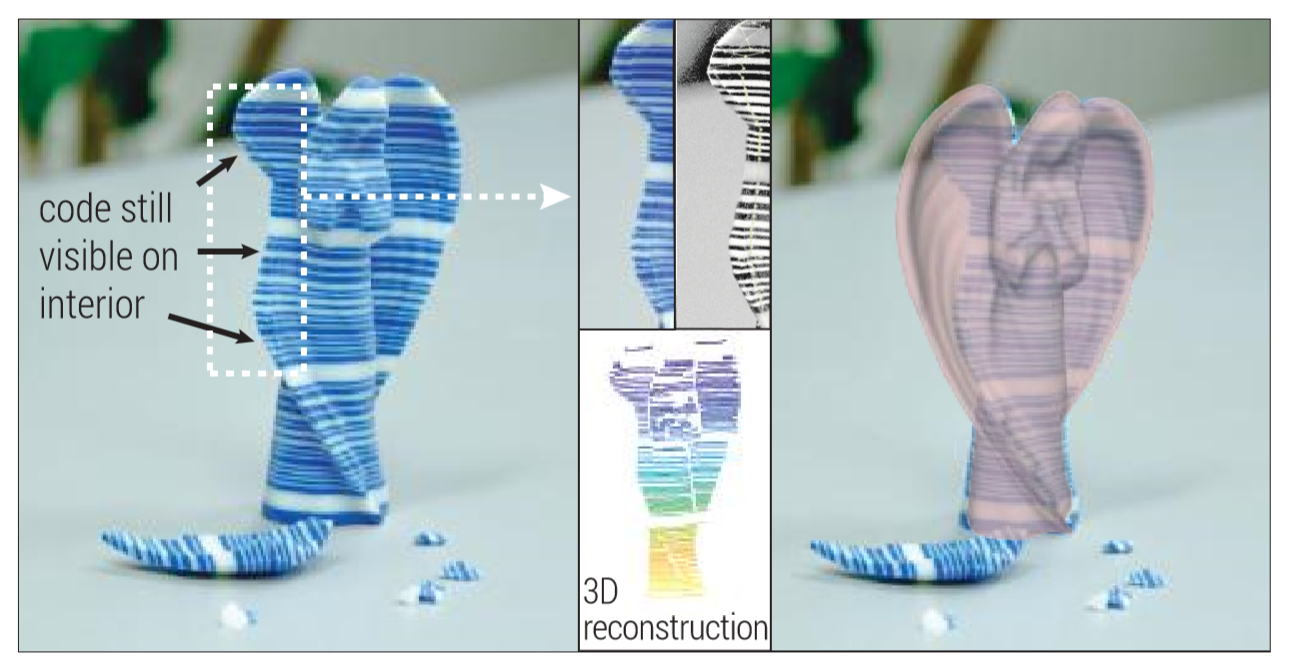 code still
visible on
interior
3D
reconstruction